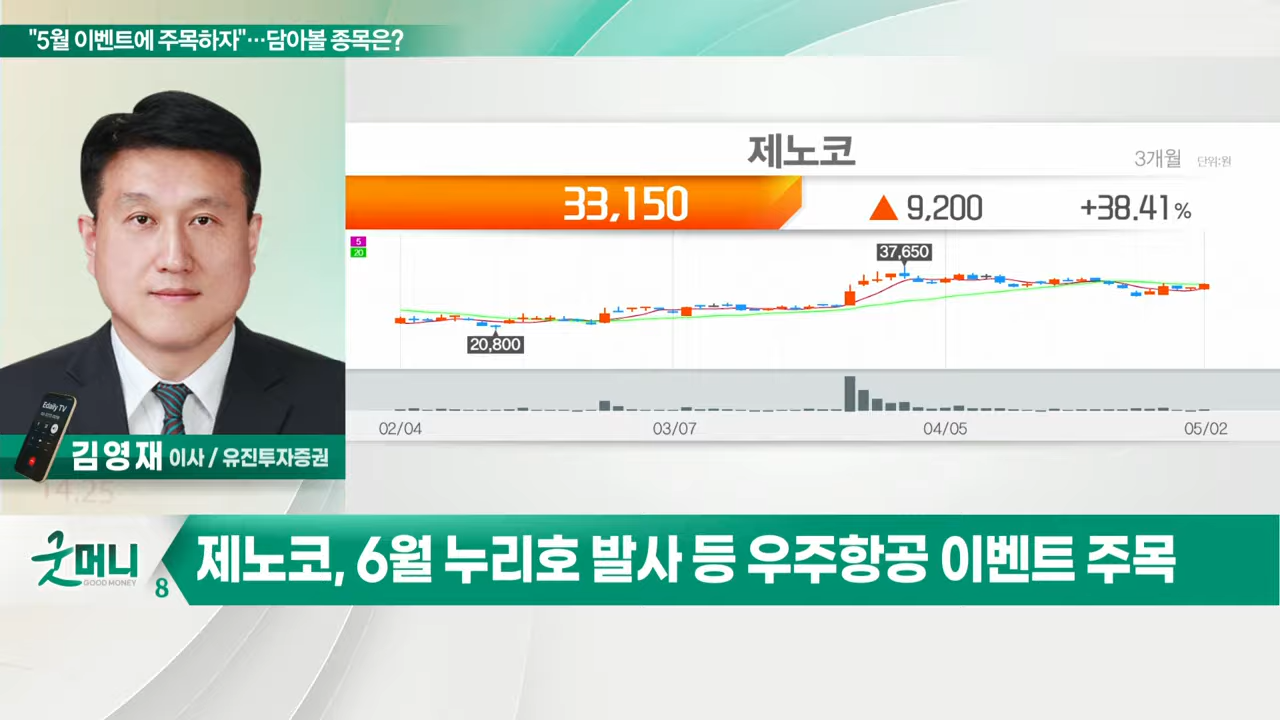 "5월 이벤트에 주목하자"…담아볼 종목은?
제노코
3개월 단위:원
33,150 ▲ 9,200 +38.41%
5
20
37,650
20,800
02/04 03/07 04/05 05/02
Edaily TV
김영재 이사 / 유진투자증권
14.25
굿머니
GOOD MONEY
8
제노코, 6월 누리호 발사 등 우주항공 이벤트 주목